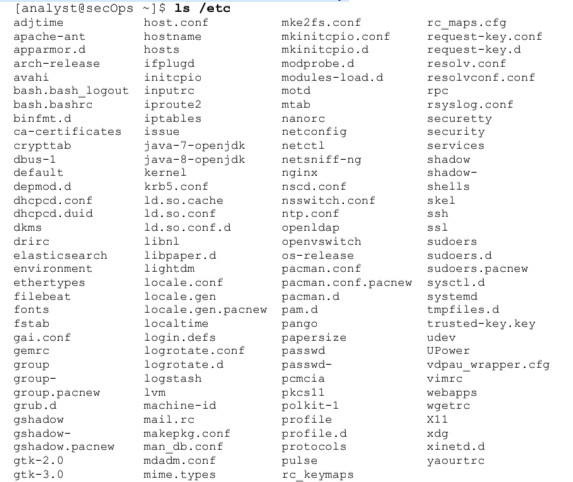 [analyst@secOps ~]$ ls /etc
adjtime host.conf mke2fs.conf rc_maps.cfg
apache-ant hostname mkinitcpio.conf request-key.conf
apparmor.d hosts mkinitcpio.d request-key.d
arch-release ifplugd modprobe.d resolv.conf
avahi initcpio modules-load.d resolvconf.conf
bash.bash_logout inputrc motd rpc
bash.bashrc iproute2 mtab rsyslog.conf
binfmt.d iptables nanorc securetty
ca-certificates issue netconfig security
crypttab java-7-openjdk netctl services
dbus-1 java-8-openjdk netsniff-ng shadow
default kernel nginx shadow-
depmod.d krb5.conf nscd.conf shells
dhcpcd.conf ld.so.cache nsswitch.conf skel
dhcpcd.duid ld.so.conf ntp.conf ssh
dkms ld.so.conf.d openldap ssl
drirc libnl openvswitch sudoers
elasticsearch libpaper.d os-release sudoers.d
environment lightdm pacman.conf sudoers.pacnew
ethertypes locale.conf pacman.conf.pacnew sysctl.d
filebeat locale.gen pacman.d systemd
fonts locale.gen.pacnew pam.d tmpfiles.d
fstab localtime pango trusted-key.key
gai.conf login.defs papersize udev
gemrc logrotate.conf passwd UPower
group logrotate.d passwd- vdpau_wrapper.cfg
group- logstash pcmcia vimrc
group.pacnew lvm pkcs11 webapps
grub.d machine-id polkit-1 wgetrc
gshadow mail.rc profile X11
gshadow- makepkg.conf profile.d xdg
gshadow.pacnew man_db.conf protocols xinetd.d
gtk-2.0 mdadm.conf pulse yaourtrc
gtk-3.0 mime.types rc_keymaps